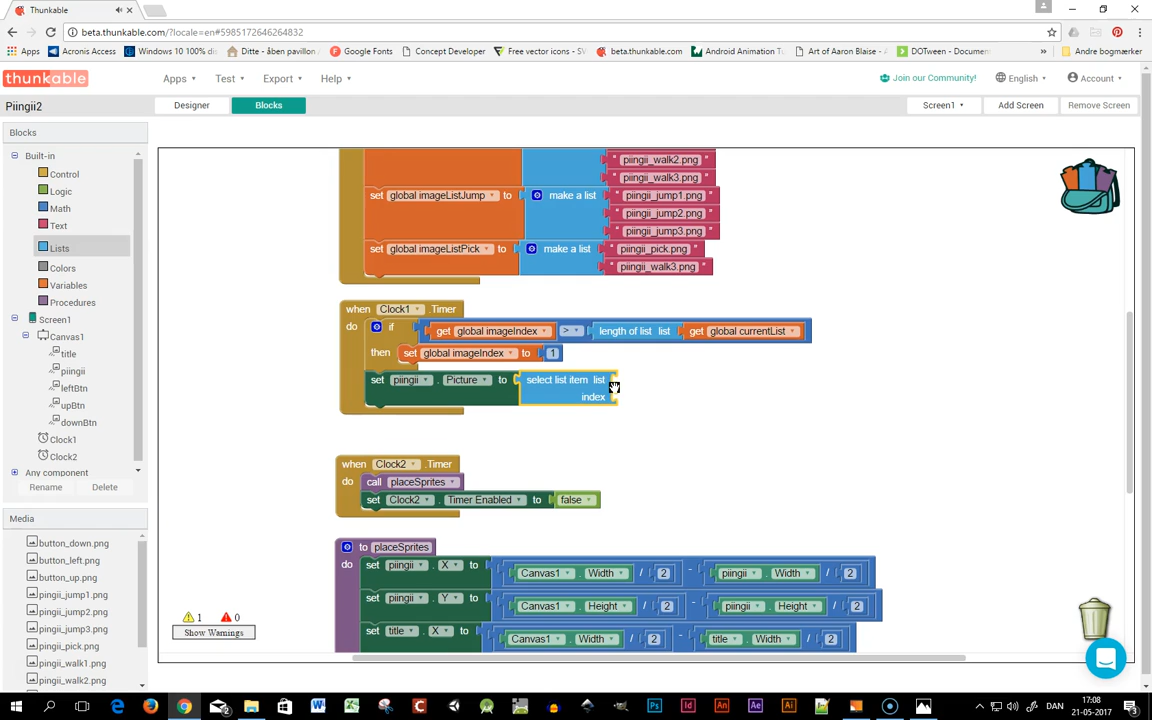 Thunkable
beta.thunkable.com/?locale=en#5985172646264832
Apps
Acronis Access
Windows 10 100% dis
Ditte - åben pavillon
Google Fonts
Concept Developer
Free vector icons - SV
beta.thunkable.com
Android Animation Tu
Art of Aaron Blaise
DOTween - Documen
Andre bogmærker
thunkable
Apps
Test
Export
Help
Join our Community!
English
Account
Piingii2
Designer
Blocks
Screen1
Add Screen
Remove Screen
Blocks
Built-in
Control
Logic
Math
Text
Lists
Colors
Variables
Procedures
Screen1
Canvas1
title
piingii
leftBtn
upBtn
downBtn
Clock1
Clock2
Any component
Rename
Delete
Media
button_down.png
button_left.png
button_up.png
piingii_jump1.png
piingii_jump2.png
piingii_jump3.png
piingii_pick.png
piingii_walk1.png
piingii_walk2.png
" piingii_walk2.png "
" piingii_walk3.png "
set global imageListJump to make a list " piingii_jump1.png "
" piingii_jump2.png "
" piingii_jump3.png "
set global imageListPick to make a list " piingii_pick.png "
" piingii_walk3.png "
when Clock1 .Timer
do if get global imageIndex > length of list list get global currentList
then set global imageIndex to 1
set piingii . Picture to select list item list
index
when Clock2 .Timer
do call placeSprites
set Clock2 . Timer Enabled to false
to placeSprites
do set piingii . X to Canvas1 . Width / 2 - piingii . Width / 2
set piingii . Y to Canvas1 . Height / 2 - piingii . Height / 2
set title . X to Canvas1 . Width / 2 - title . Width / 2
1 0
Show Warnings
DAN
17:08
21-05-2017